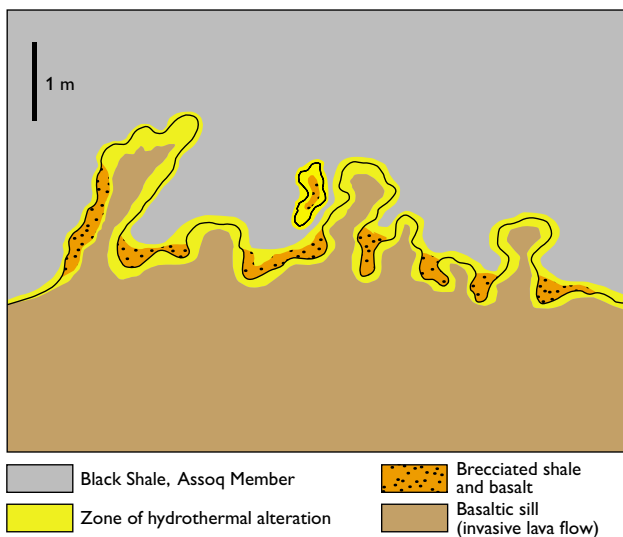 1 m
Black Shale, Assoq Member
Zone of hydrothermal alteration
Brecciated shale
and basalt
Basaltic sill
(invasive lava flow)